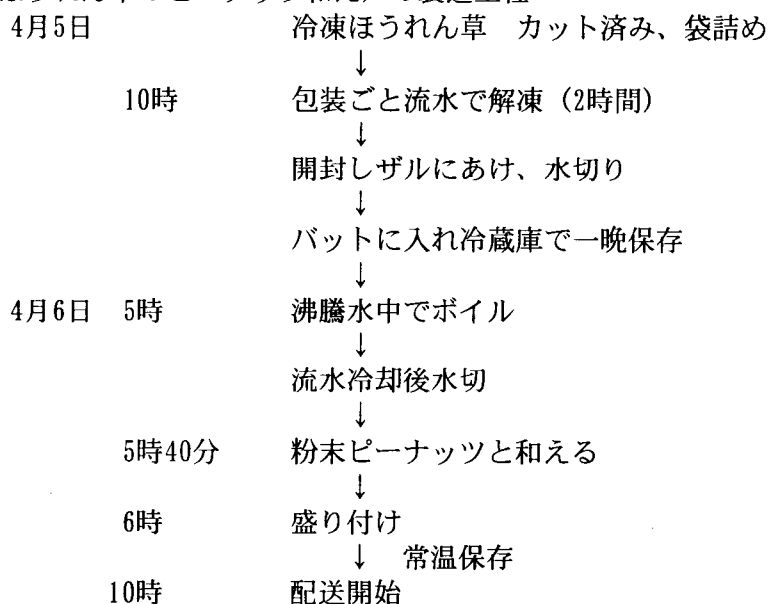 4月5日 冷凍ほうれん草 カット済み、袋詰め
↓
10時 包装ごと流水で解凍(2時間)
↓
開封しザルにあけ、水切り
↓
バットに入れ冷蔵庫で一晩保存
↓
4月6日 5時 沸騰水中でボイル
↓
流水冷却後水切
↓
5時40分 粉末ピーナッツと和える
↓
6時 盛り付け
↓ 常温保存
10時 配送開始